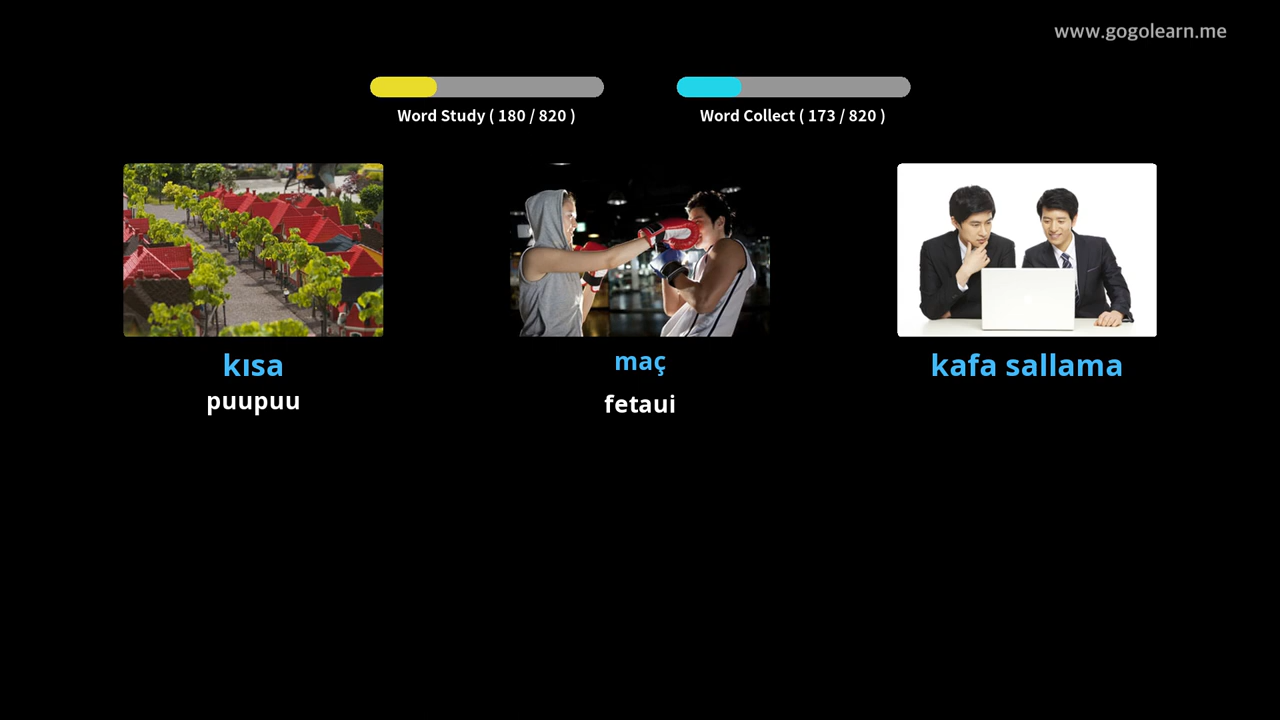 www.gogolearn.me
Word Study ( 180 / 820 )
Word Collect ( 173 / 820 )
kısa
puupuu
maç
fetaui
kafa sallama